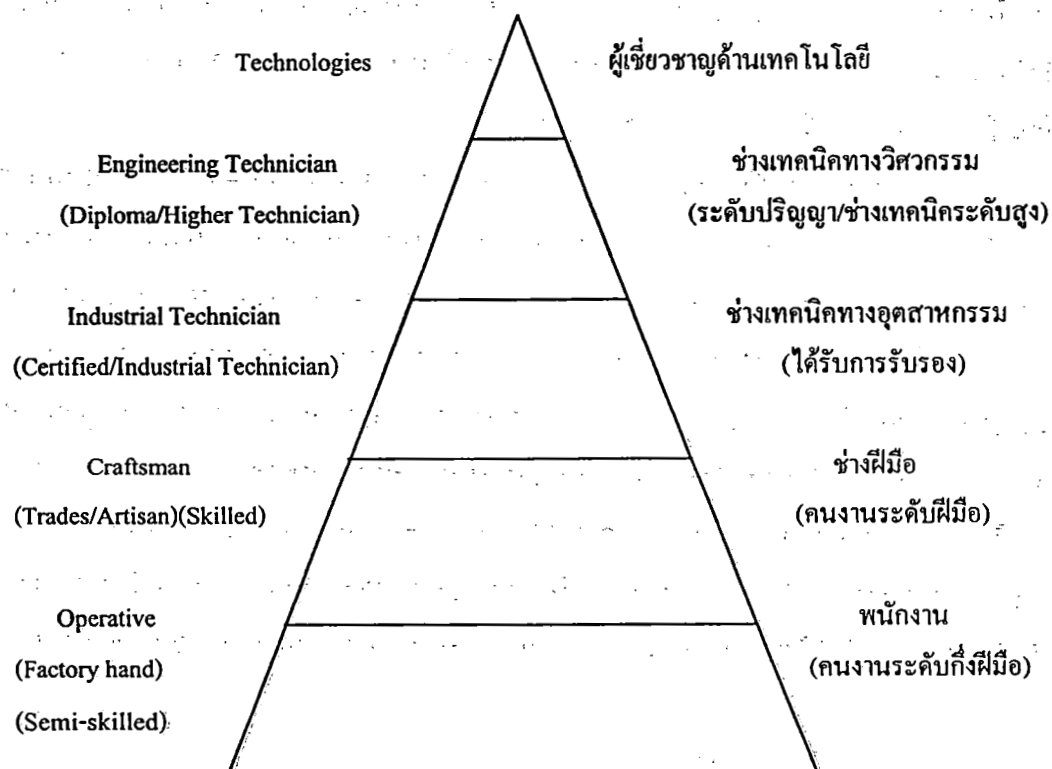 Technologies ผู้เชี่ยวชาญด้านเทคโนโลยี
Engineering Technician ช่างเทคนิคทางวิศวกรรม
(Diploma/Higher Technician) (ระดับปริญญา/ช่างเทคนิคระดับสูง)
Industrial Technician ช่างเทคนิคทางอุตสาหกรรม
(Certified/Industrial Technician) (ได้รับการรับรอง)
Craftsman ช่างฝีมือ
(Trades/Artisan)(Skilled) (คนงานระดับฝีมือ)
Operative พนักงาน
(Factory hand) (คนงานระดับกึ่งฝีมือ)
(Semi-skilled)